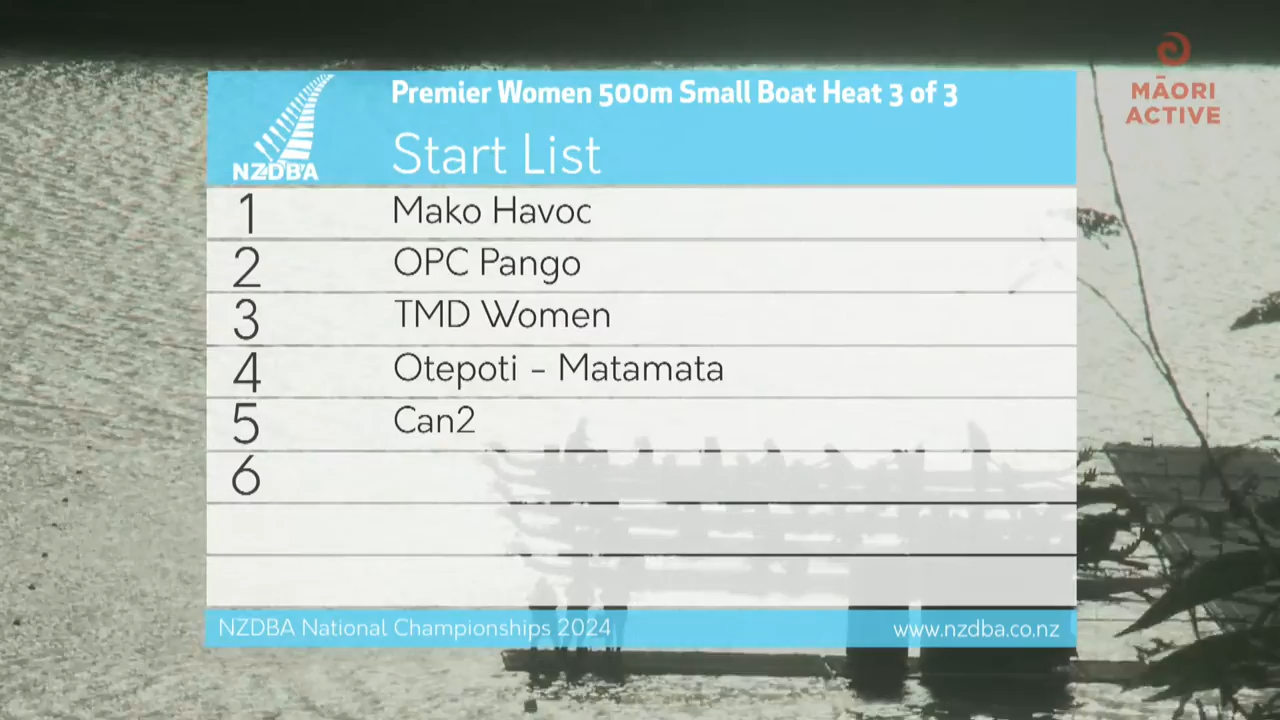 MĀORI
ACTIVE
NZDBA
Premier Women 500m Small Boat Heat 3 of 3
Start List
1 Mako Havoc
2 OPC Pango
3 TMD Women
4 Otepoti - Matamata
5 Can2
6
NZDBA National Championships 2024
www.nzdba.co.nz